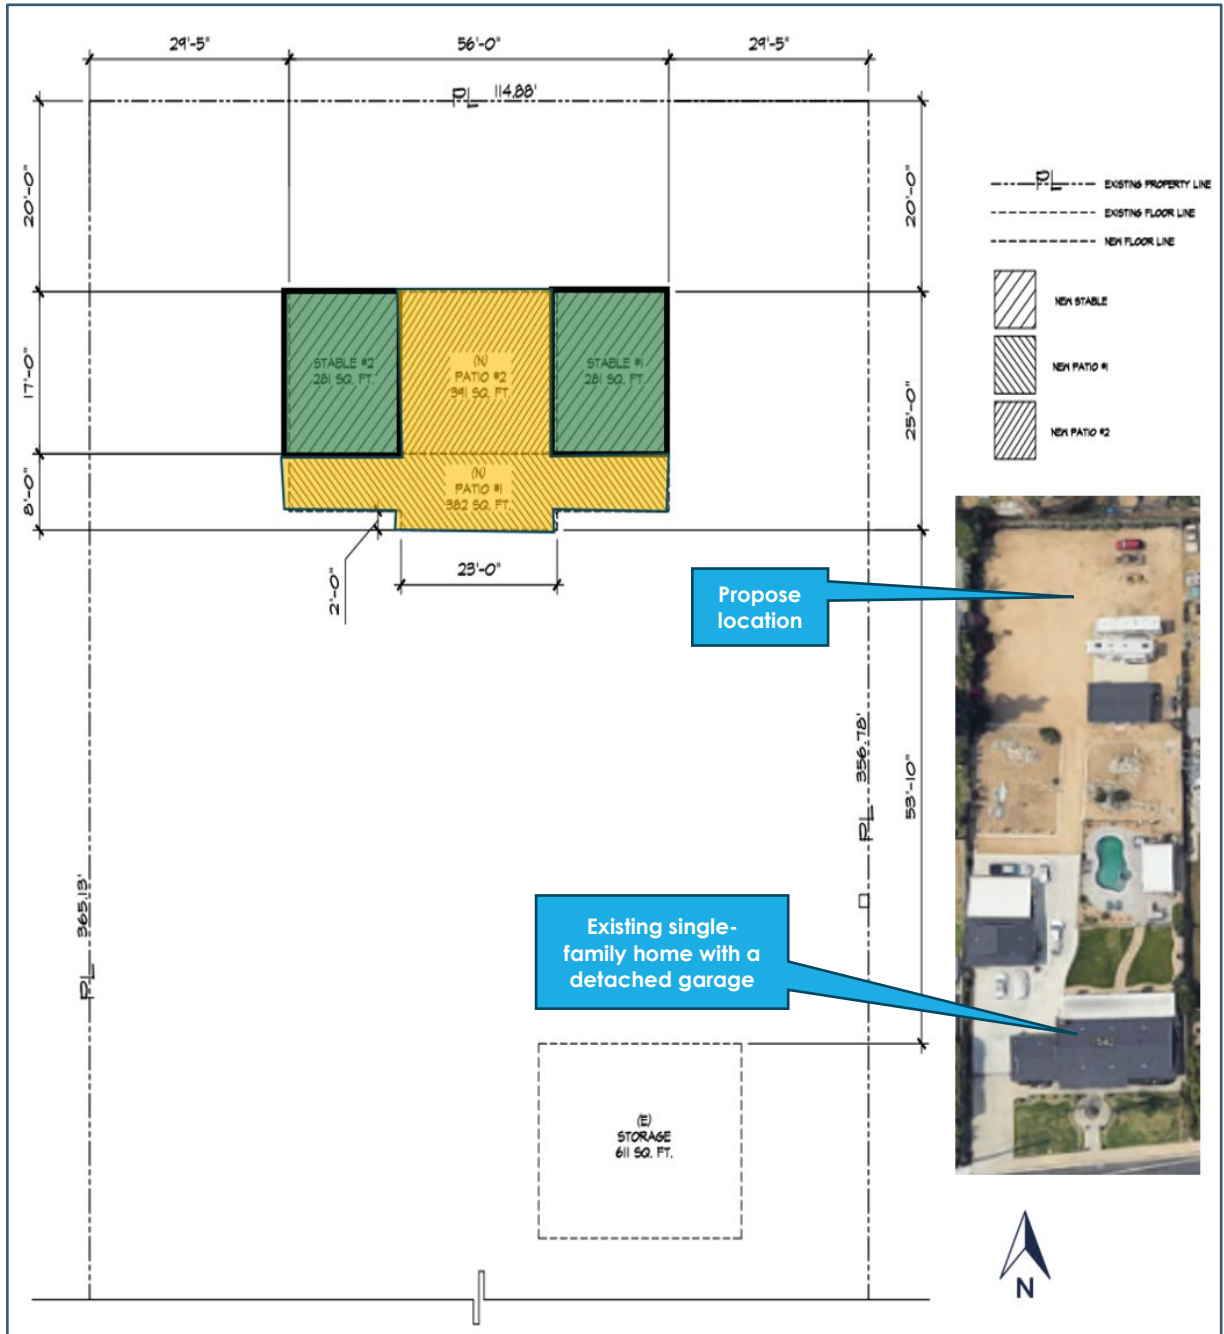 29'-5"
56'-0"
29'-5"
PL 114.88'
20'-0"
20'-0"
PL EXISTING PROPERTY LINE
EXISTING FLOOR LINE
NEW FLOOR LINE
NEW STABLE
NEW PATIO #1
NEW PATIO #2
17'-0"
25'-0"
8'-0"
STABLE #2
281 SQ. FT.
(N)
PATIO #2
391 SQ. FT.
STABLE #1
281 SQ. FT.
(N)
PATIO #1
382 SQ. FT.
2'-0"
23'-0"
Propose
location
PL 356.78'
53'-10"
PL 365.13'
Existing single-
family home with a
detached garage
(E)
STORAGE
611 SQ. FT.
N